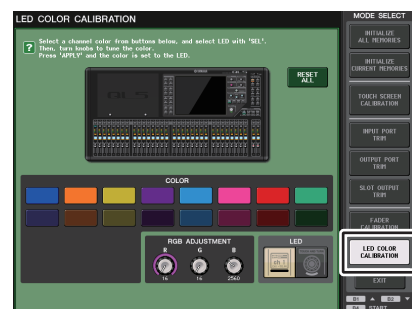 LED COLOR CALIBRATION
MODE SELECT
? Select a channel color from buttons below, and select LED with 'SEL'.
Then, turn knobs to tune the color.
Press 'APPLY' and the color is set to the LED.
RESET
ALL
COLOR
RGB ADJUSTMENT
R G B
16 16 2560
LED
ch 1
INITIALIZE
ALL MEMORIES
INITIALIZE
CURRENT MEMORIES
TOUCH SCREEN
CALIBRATION
INPUT PORT
TRIM
OUTPUT PORT
TRIM
SLOT OUTPUT
TRIM
FADER
CALIBRATION
LED COLOR
CALIBRATION
EXIT
START